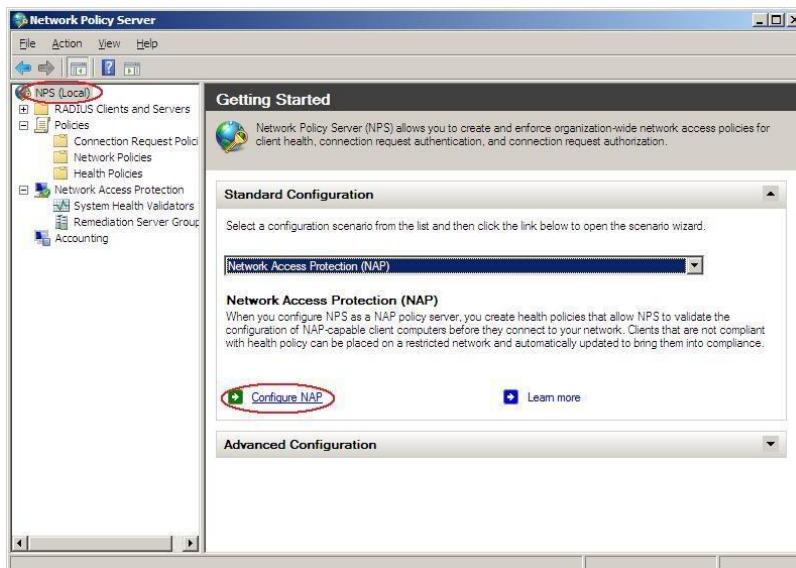 Network Policy Server
File Action View Help
NPS (Local)
RADIUS Clients and Servers
Policies
Connection Request Polici
Network Policies
Health Policies
Network Access Protection
System Health Validators
Remediation Server Group
Accounting
Getting Started
Network Policy Server (NPS) allows you to create and enforce organization-wide network access policies for
client health, connection request authentication, and connection request authorization.
Standard Configuration
Select a configuration scenario from the list and then click the link below to open the scenario wizard.
Network Access Protection (NAP)
Network Access Protection (NAP)
When you configure NPS as a NAP policy server, you create health policies that allow NPS to validate the
configuration of NAP-capable client computers before they connect to your network. Clients that are not compliant
with health policy can be placed on a restricted network and automatically updated to bring them into compliance.
Configure NAP Learn more
Advanced Configuration